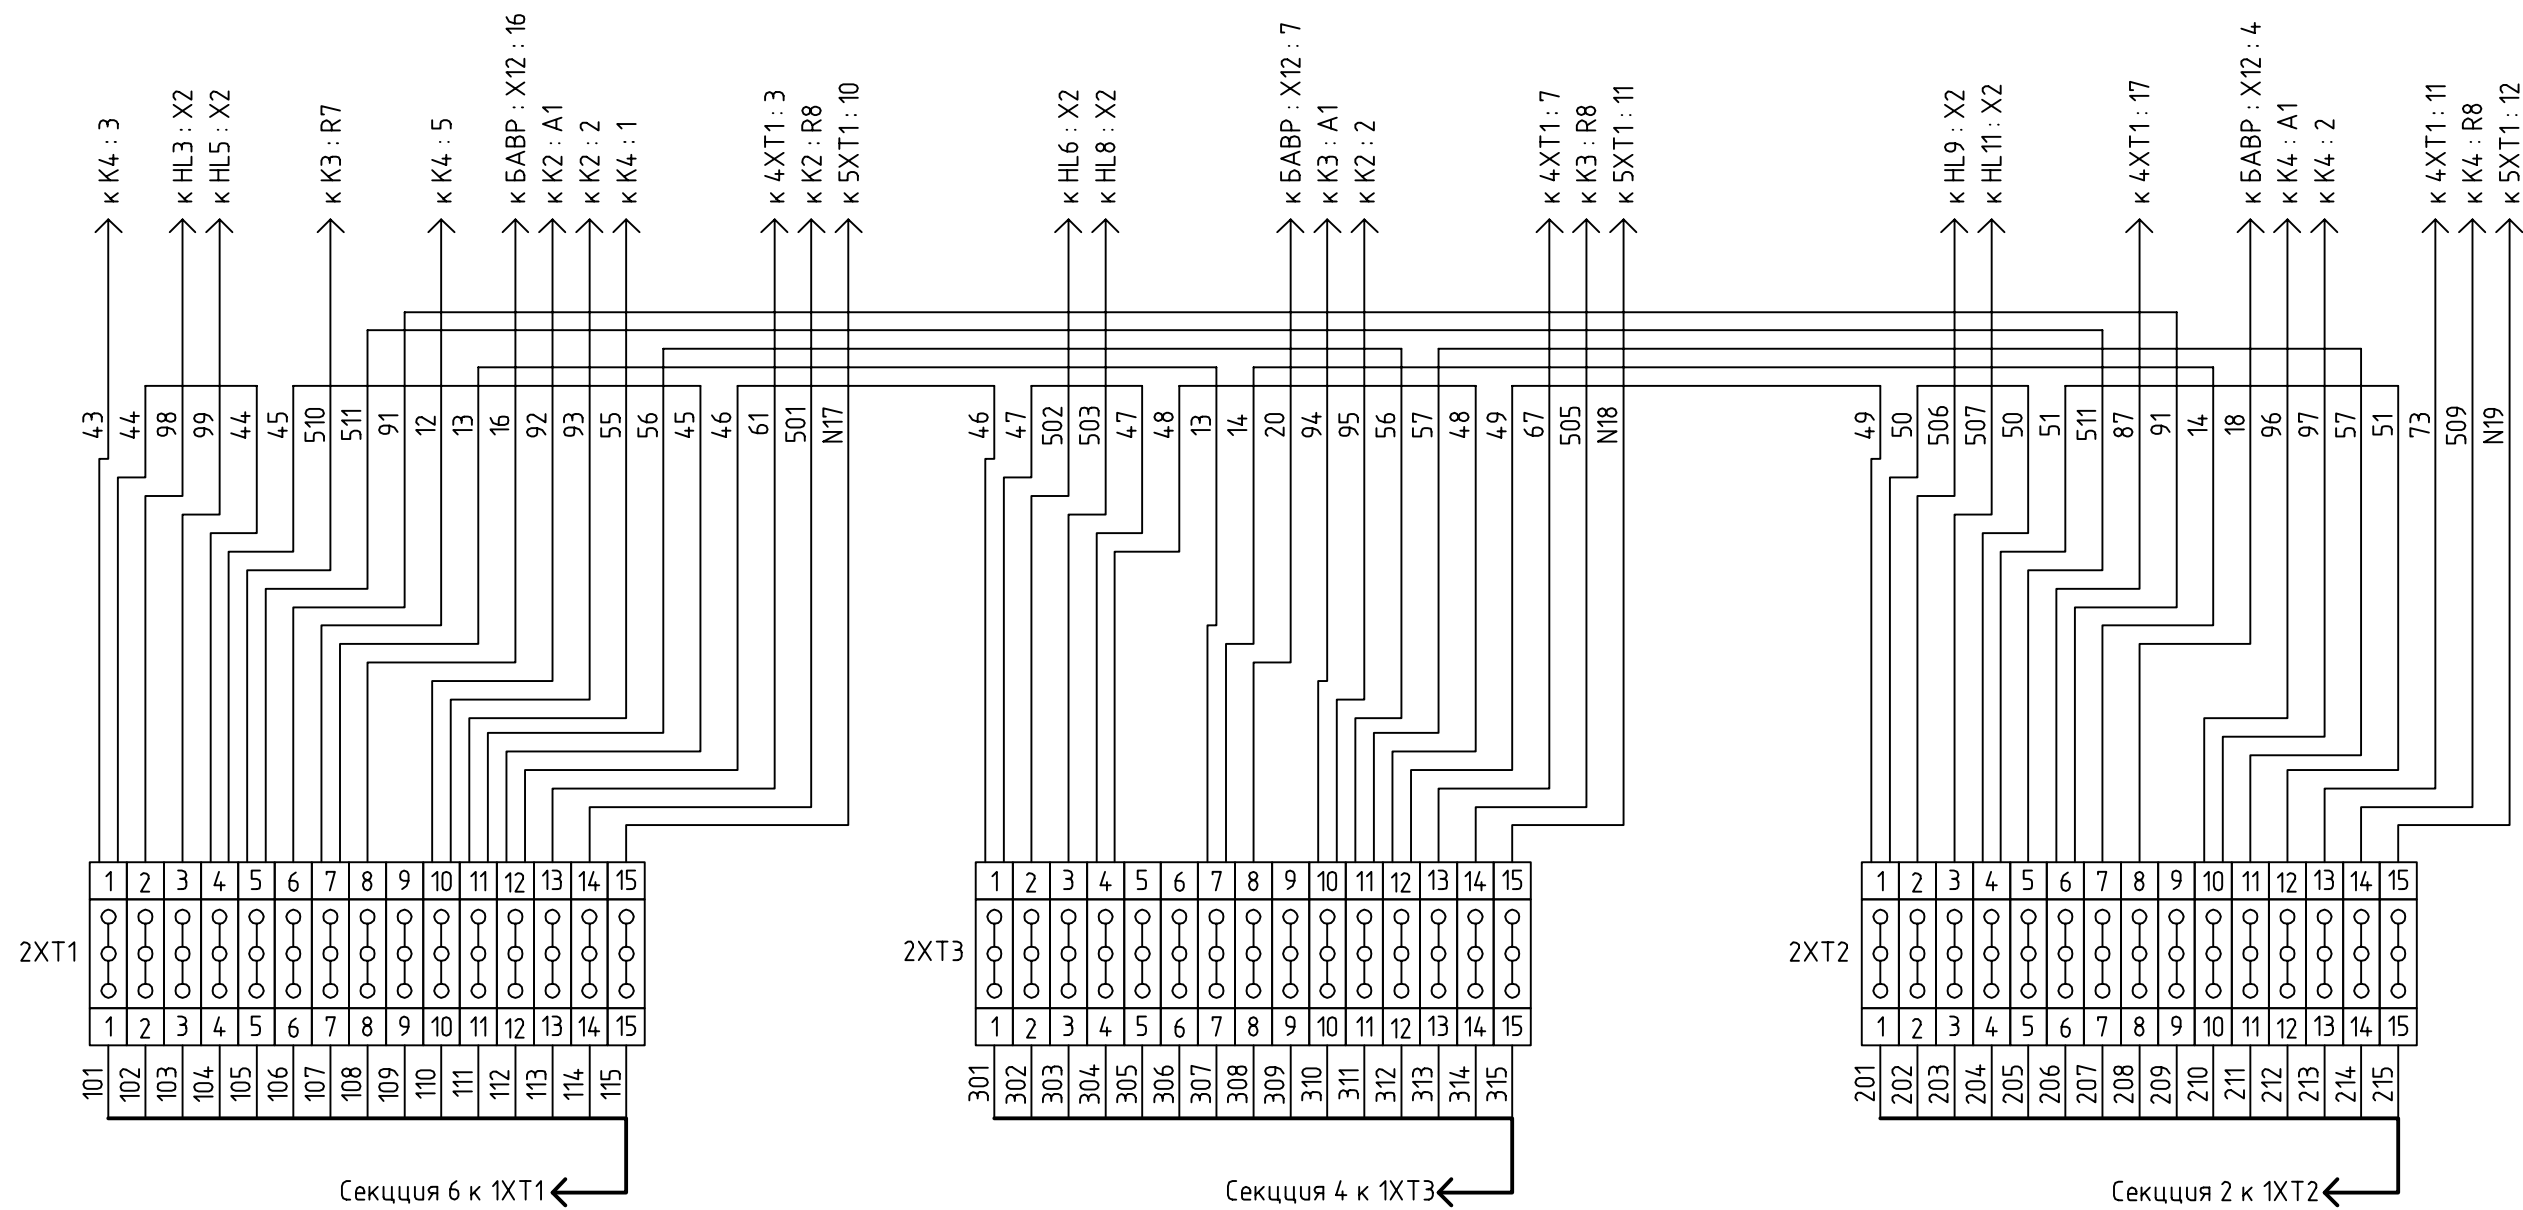 к К4 : 3
к HL3 : X2
к HL5 : X2
к К3 : R7
к К4 : 5
к БАВР : X12 : 16
к К2 : А1
к К2 : 2
к К4 : 1
к 4ХТ1 : 3
к К2 : R8
к 5ХТ1 : 10
к HL6 : X2
к HL8 : X2
к БАВР : X12 : 7
к К3 : А1
к К2 : 2
к 4ХТ1 : 7
к К3 : R8
к 5ХТ1 : 11
к HL9 : X2
к HL11 : X2
к 4ХТ1 : 17
к БАВР : X12 : 4
к К4 : А1
к К4 : 2
к 4ХТ1 : 11
к К4 : R8
к 5ХТ1 : 12
43 44 98 99 44 45 510 511 91 12 13 16 92 93 55 56 45 46 61 501 N17
46 47 502 503 47 48 13 14 20 94 95 56 57 48 49 67 505 N18
49 50 506 507 50 51 511 87 91 14 18 96 97 57 51 73 509 N19
2ХТ1
1 2 3 4 5 6 7 8 9 10 11 12 13 14 15
1 2 3 4 5 6 7 8 9 10 11 12 13 14 15
101 102 103 104 105 106 107 108 109 110 111 112 113 114 115
Секцция 6 к 1ХТ1
2ХТ3
1 2 3 4 5 6 7 8 9 10 11 12 13 14 15
1 2 3 4 5 6 7 8 9 10 11 12 13 14 15
301 302 303 304 305 306 307 308 309 310 311 312 313 314 315
Секцция 4 к 1ХТ3
2ХТ2
1 2 3 4 5 6 7 8 9 10 11 12 13 14 15
1 2 3 4 5 6 7 8 9 10 11 12 13 14 15
201 202 203 204 205 206 207 208 209 210 211 212 213 214 215
Секцция 2 к 1ХТ2